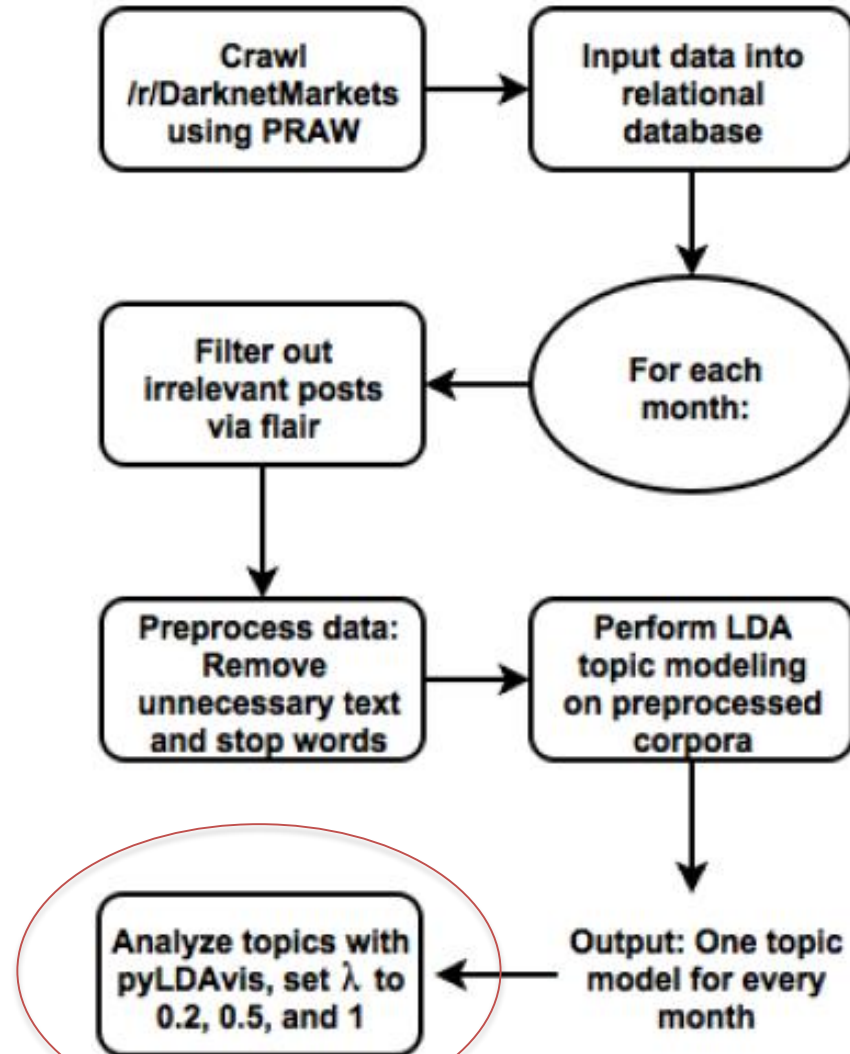 Crawl
/r/DarknetMarkets
using PRAW
Input data into
relational
database
For each
month:
Filter out
irrelevant posts
via flair
Preprocess data:
Remove
unnecessary text
and stop words
Perform LDA
topic modeling
on preprocessed
corpora
Output: One topic
model for every
month
Analyze topics with
pyLDAvis, set λ to
0.2, 0.5, and 1